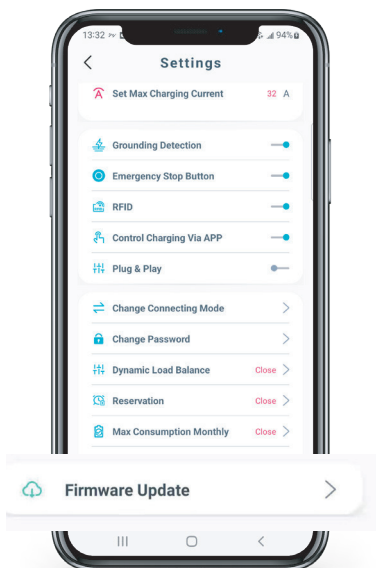 13:32
94%
Settings
Set Max Charging Current 32 A
Grounding Detection
Emergency Stop Button
RFID
Control Charging Via APP
Plug & Play
Change Connecting Mode
Change Password
Dynamic Load Balance Close
Reservation Close
Max Consumption Monthly Close
Firmware Update